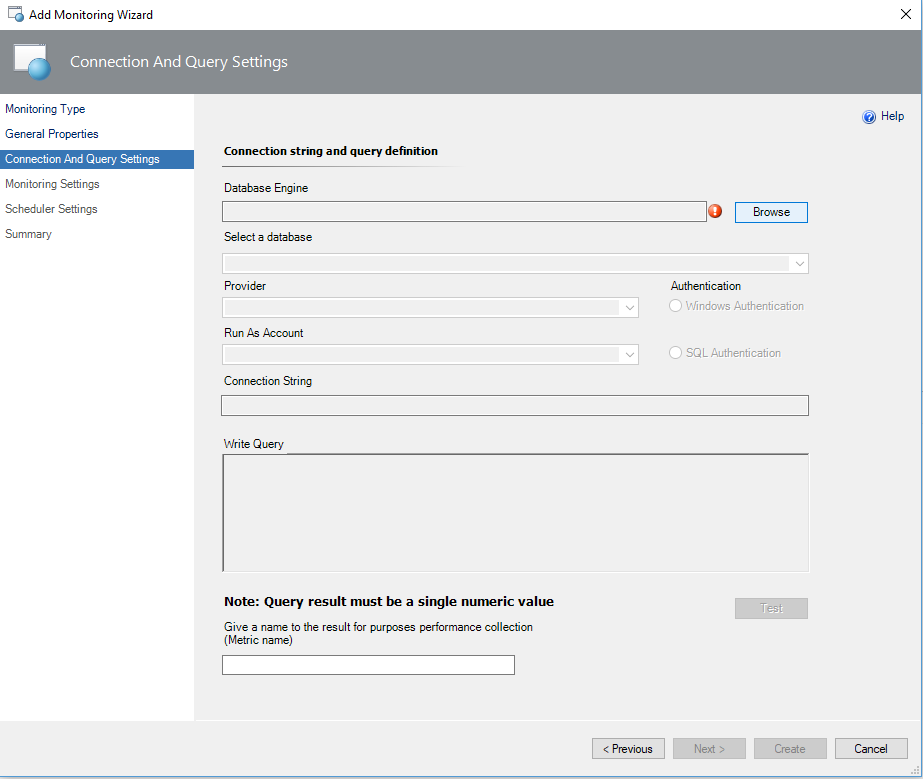 Add Monitoring Wizard
Connection And Query Settings
Monitoring Type
General Properties
Connection And Query Settings
Monitoring Settings
Scheduler Settings
Summary
Help
Connection string and query definition
Database Engine
Browse
Select a database
Provider
Authentication
Windows Authentication
Run As Account
SQL Authentication
Connection String
Write Query
Note: Query result must be a single numeric value
Test
Give a name to the result for purposes performance collection
(Metric name)
< Previous
Next >
Create
Cancel